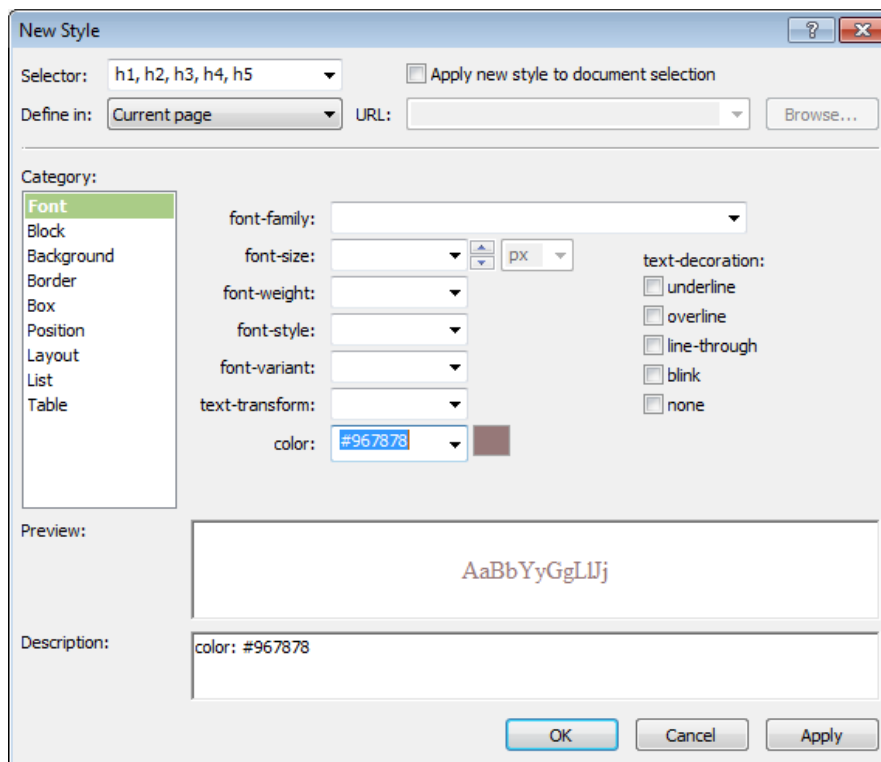 New Style
Selector: h1, h2, h3, h4, h5 Apply new style to document selection
Define in: Current page URL: Browse...
Category:
Font
Block
Background
Border
Box
Position
Layout
List
Table
font-family:
font-size: px
font-weight:
font-style:
font-variant:
text-transform:
color: #967878
text-decoration:
underline
overline
line-through
blink
none
Preview:
AaBbYyGgLlJj
Description:
color: #967878
OK Cancel Apply